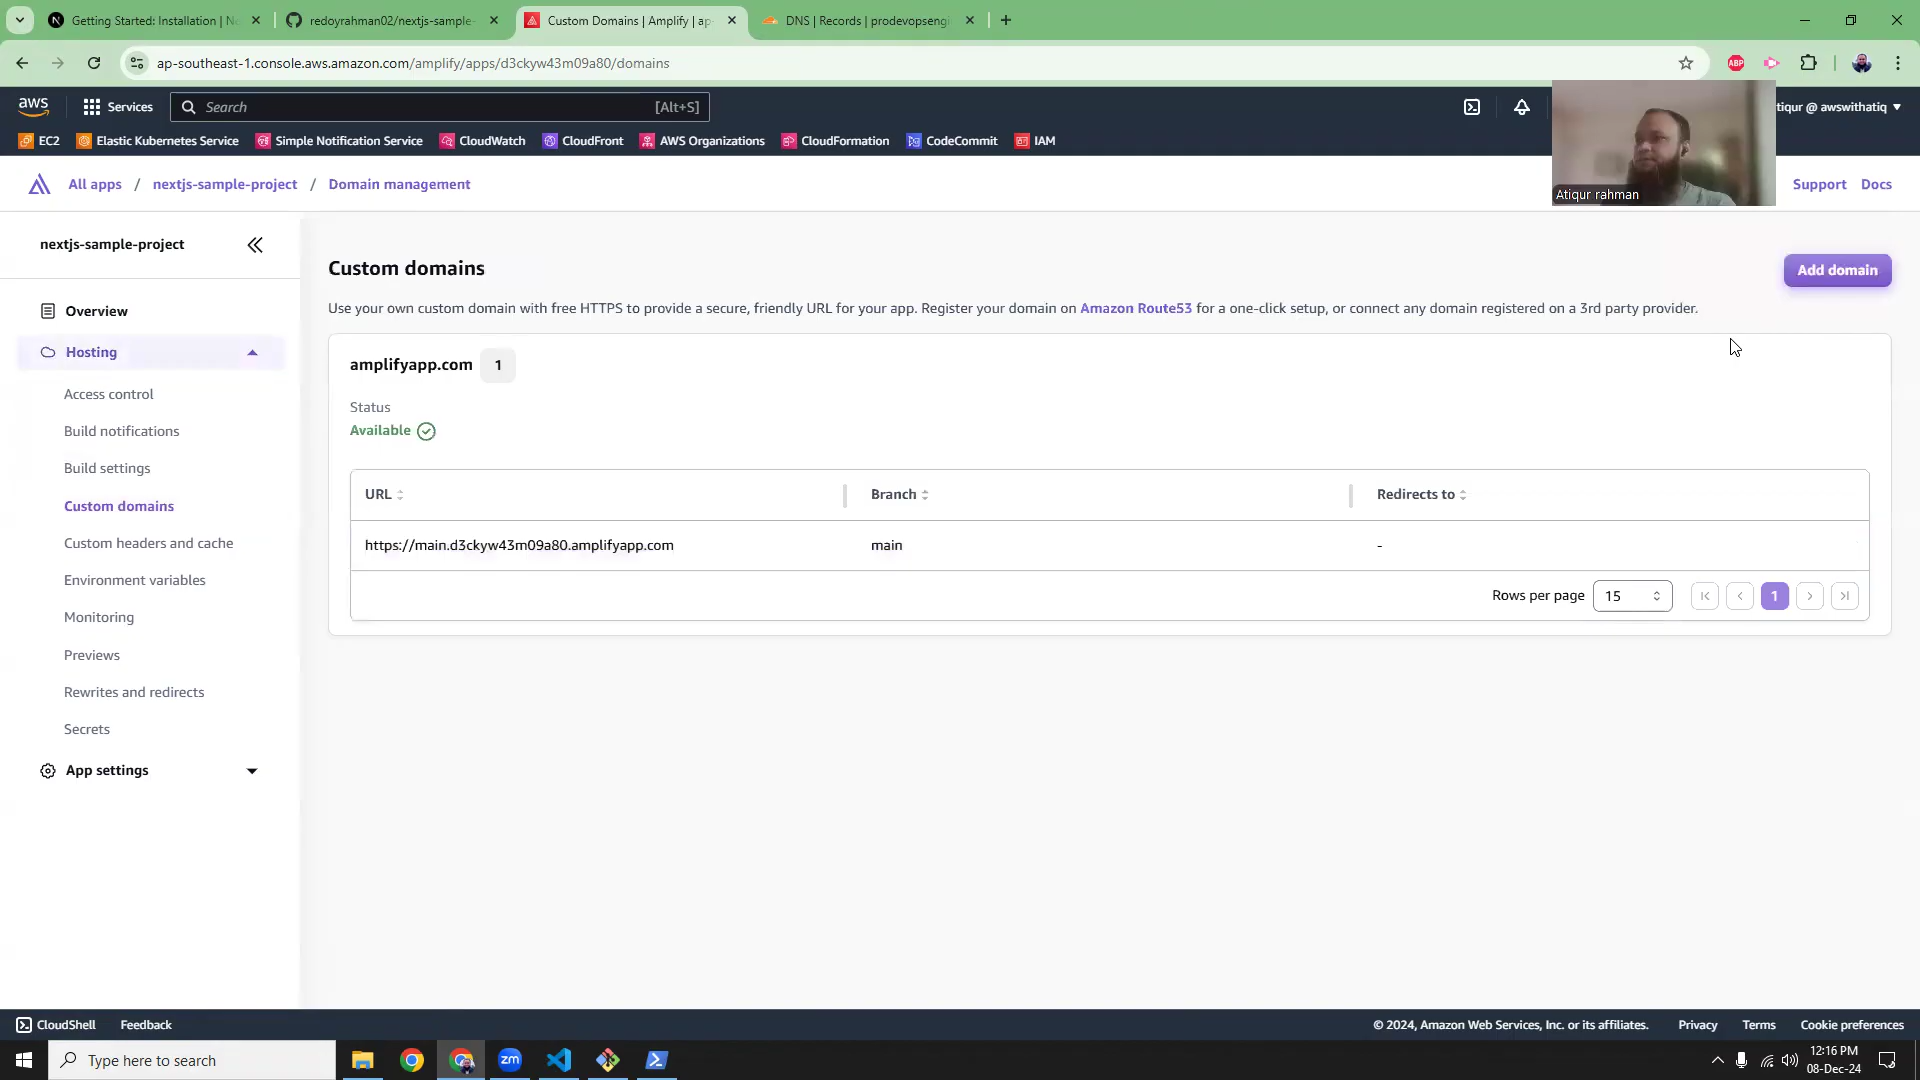 Getting Started: Installation | Ne
redoyrahman02/nextjs-sample-
Custom Domains | Amplify | ap-
DNS | Records | prodevopsengi
ap-southeast-1.console.aws.amazon.com/amplify/apps/d3ckyw43m09a80/domains
ABP
aws
Services
Search
[Alt+S]
tiqur @ awswithatiq
EC2
Elastic Kubernetes Service
Simple Notification Service
CloudWatch
CloudFront
AWS Organizations
CloudFormation
CodeCommit
IAM
All apps / nextjs-sample-project / Domain management
Atiqur rahman
Support
Docs
nextjs-sample-project
Overview
Hosting
Access control
Build notifications
Build settings
Custom domains
Custom headers and cache
Environment variables
Monitoring
Previews
Rewrites and redirects
Secrets
App settings
Custom domains
Add domain
Use your own custom domain with free HTTPS to provide a secure, friendly URL for your app. Register your domain on Amazon Route53 for a one-click setup, or connect any domain registered on a 3rd party provider.
amplifyapp.com 1
Status
Available
URL
Branch
Redirects to
https://main.d3ckyw43m09a80.amplifyapp.com
main
-
Rows per page 15
1
CloudShell
Feedback
© 2024, Amazon Web Services, Inc. or its affiliates.
Privacy
Terms
Cookie preferences
Type here to search
zm
12:16 PM
08-Dec-24